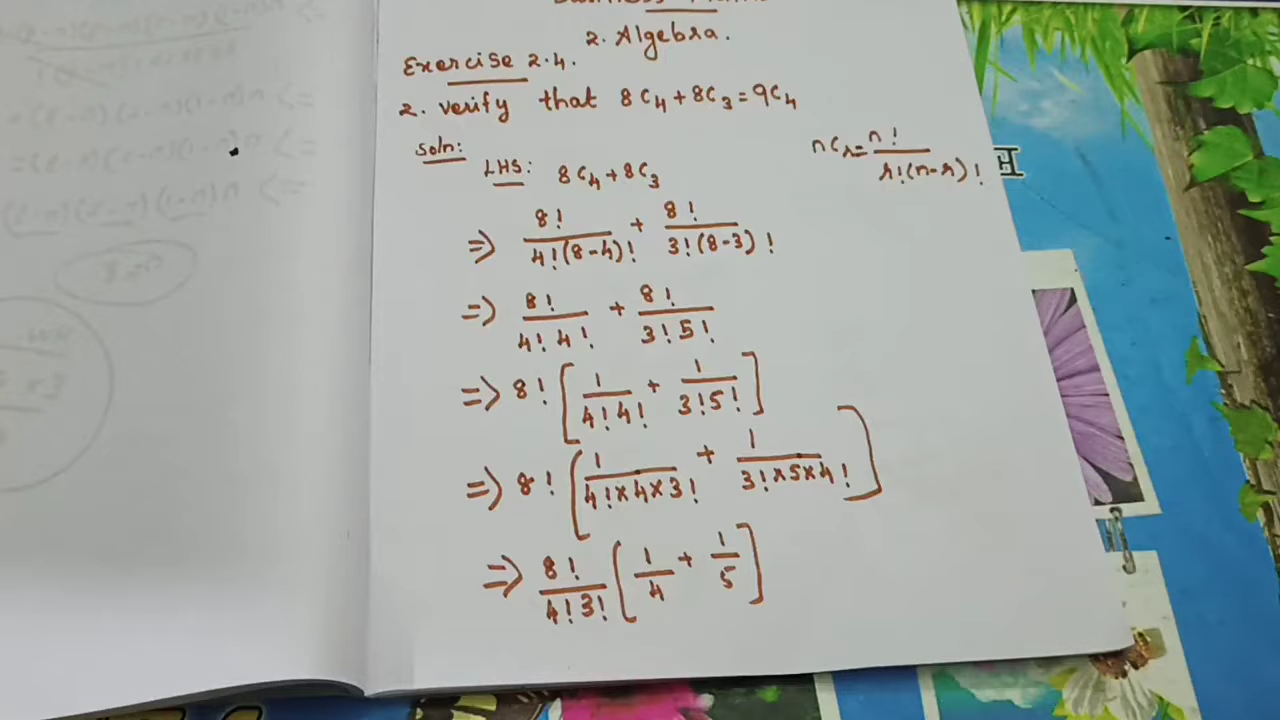 2. Algebra.
Exercise 2.4.
2. verify that 8C₄ + 8C₃ = 9C₄
Soln:
LHS: 8C₄ + 8C₃
nCr = n! / r!(n-r)!
=> 8! / 4!(8-4)! + 8! / 3!(8-3)!
=> 8! / 4! 4! + 8! / 3! 5!
=> 8! [ 1 / 4! 4! + 1 / 3! 5! ]
=> 8! [ 1 / 4!×4×3! + 1 / 3!×5×4! ]
=> 8! / 4! 3! [ 1/4 + 1/5 ]
H